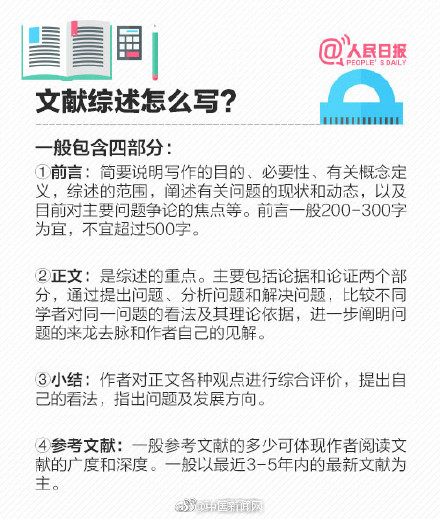 @人民日报
PEOPLE'S DAILY
文献综述怎么写?
一般包含四部分:
①前言:简要说明写作的目的、必要性、有关概念定
义,综述的范围,阐述有关问题的现状和动态,以及
目前对主要问题争论的焦点等。前言一般200-300字
为宜,不宜超过500字。
②正文:是综述的重点。主要包括论据和论证两个部
分,通过提出问题、分析问题和解决问题,比较不同
学者对同一问题的看法及其理论依据,进一步阐明问
题的来龙去脉和作者自己的见解。
③小结:作者对正文各种观点进行综合评价,提出自
己的看法,指出问题及发展方向。
④参考文献:一般参考文献的多少可体现作者阅读文
献的广度和深度。一般以最近3-5年内的最新文献为
主。
@中国新闻网